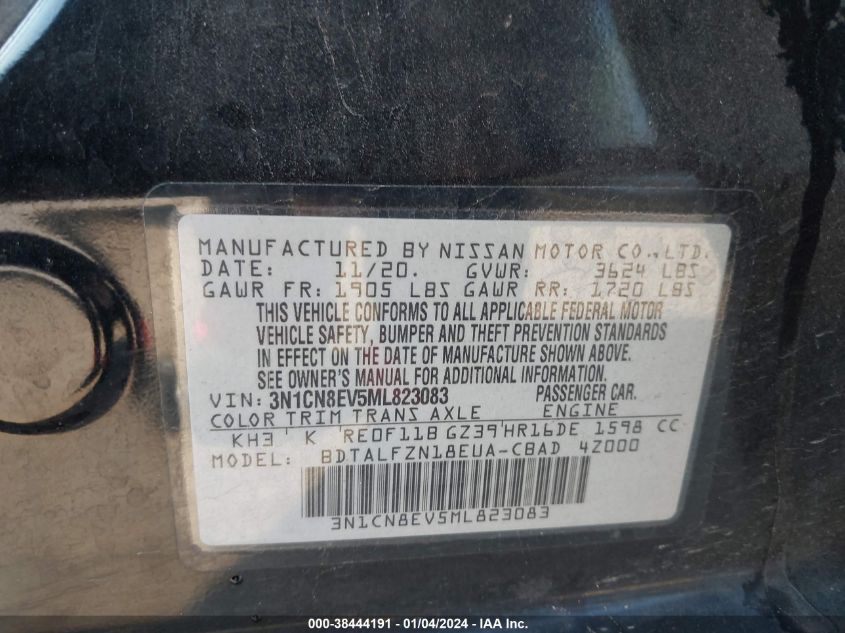 MANUFACTURED BY NISSAN MOTOR CO.,LTD.
DATE: 11/20. GVWR: 3624 LBS
GAWR FR: 1905 LBS GAWR RR: 1720 LBS
THIS VEHICLE CONFORMS TO ALL APPLICABLE FEDERAL MOTOR
VEHICLE SAFETY, BUMPER AND THEFT PREVENTION STANDARDS
IN EFFECT ON THE DATE OF MANUFACTURE SHOWN ABOVE.
SEE OWNER'S MANUAL FOR ADDITIONAL INFORMATION.
VIN: 3N1CN8EV5ML823083 PASSENGER CAR.
COLOR TRIM TRANS AXLE ENGINE
KH3 K RE0F11B GZ39 HR16DE 1598 CC
MODEL: BDTALFZN18EUA-CBAD 4Z000
3N1CN8EV5ML823083
000-38444191 - 01/04/2024 - IAA Inc.